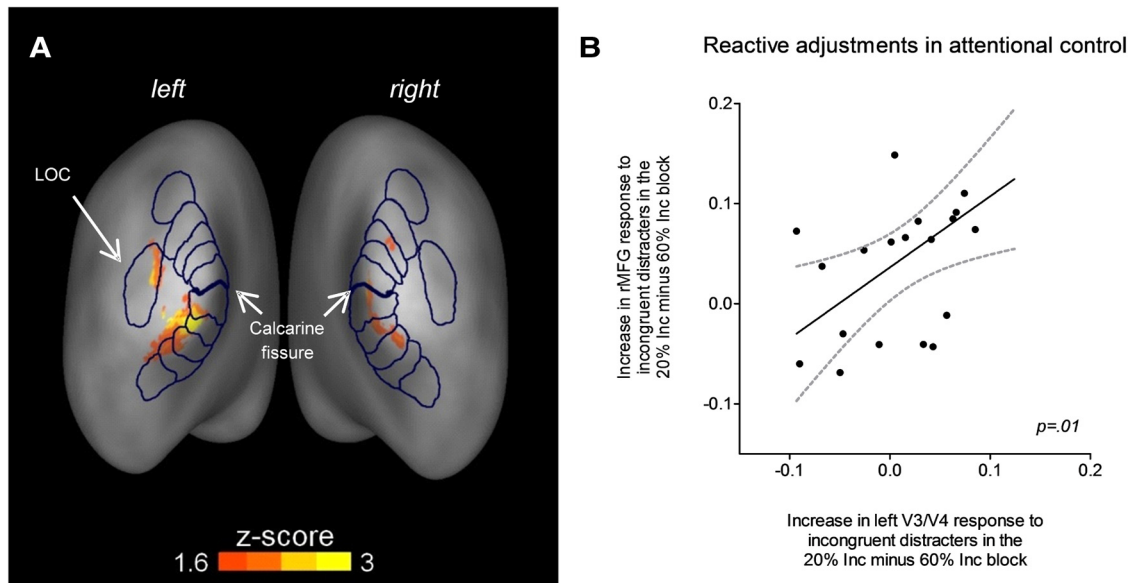 A
left
right
LOC
Calcarine
fissure
z-score
1.6
3
B
Reactive adjustments in attentional control
Increase in rMFG response to
incongruent distracters in the
20% Inc minus 60% Inc block
0.2
0.1
0.0
-0.1
p=.01
-0.1
0.0
0.1
0.2
Increase in left V3/V4 response to
incongruent distracters in the
20% Inc minus 60% Inc block